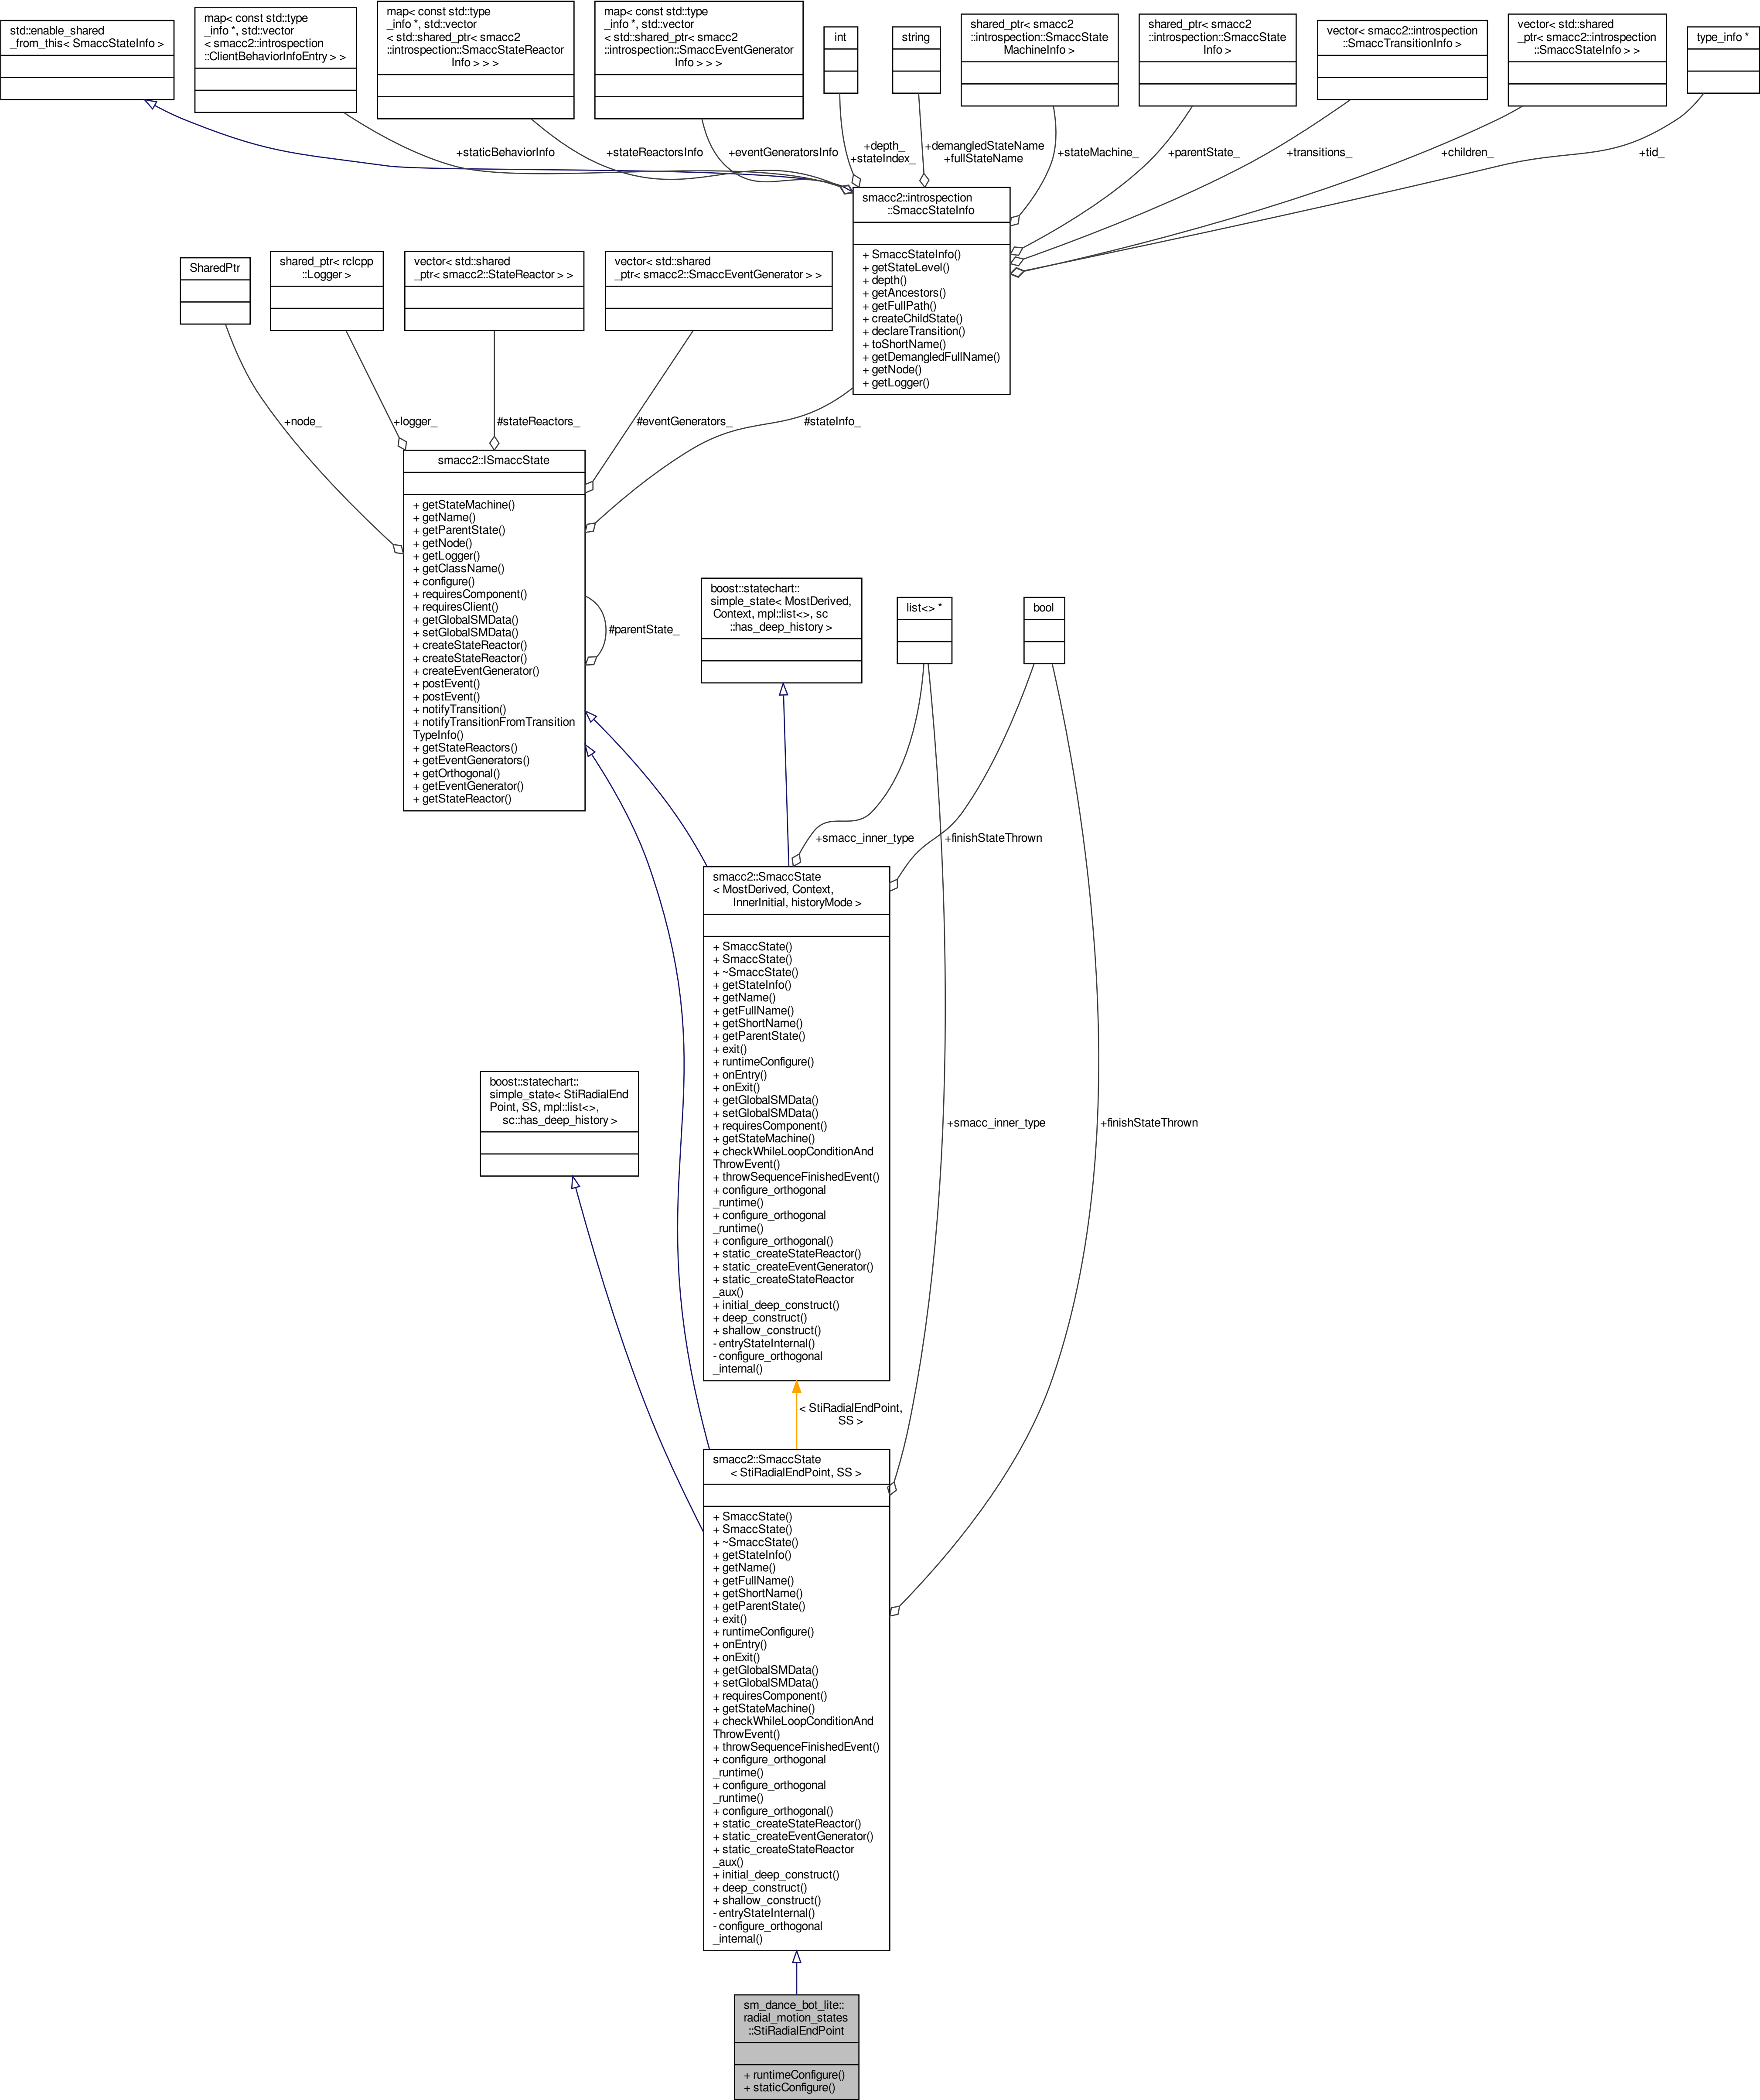 std::enable_shared
_from_this< SmaccStateInfo >
map< const std::type
_info *, std::vector
< smacc2::introspection
::ClientBehaviorInfoEntry > >
map< const std::type
_info *, std::vector
< std::shared_ptr< smacc2
::introspection::SmaccStateReactor
Info > > >
map< const std::type
_info *, std::vector
< std::shared_ptr< smacc2
::introspection::SmaccEventGenerator
Info > > >
int
string
shared_ptr< smacc2
::introspection::SmaccState
MachineInfo >
shared_ptr< smacc2
::introspection::SmaccState
Info >
vector< smacc2::introspection
::SmaccTransitionInfo >
vector< std::shared
_ptr< smacc2::introspection
::SmaccStateInfo > >
type_info *
+staticBehaviorInfo
+stateReactorsInfo
+eventGeneratorsInfo
+depth_
+stateIndex_
+demangledStateName
+fullStateName
+stateMachine_
+parentState_
+transitions_
+children_
+tid_
smacc2::introspection
::SmaccStateInfo
+ SmaccStateInfo()
+ getStateLevel()
+ depth()
+ getAncestors()
+ getFullPath()
+ createChildState()
+ declareTransition()
+ toShortName()
+ getDemangledFullName()
+ getNode()
+ getLogger()
SharedPtr
shared_ptr< rclcpp
::Logger >
vector< std::shared
_ptr< smacc2::StateReactor > >
vector< std::shared
_ptr< smacc2::SmaccEventGenerator > >
+node_
+logger_
#stateReactors_
#eventGenerators_
#stateInfo_
smacc2::ISmaccState
+ getStateMachine()
+ getName()
+ getParentState()
+ getNode()
+ getLogger()
+ getClassName()
+ configure()
+ requiresComponent()
+ requiresClient()
+ getGlobalSMData()
+ setGlobalSMData()
+ createStateReactor()
+ createStateReactor()
+ createEventGenerator()
+ postEvent()
+ postEvent()
+ notifyTransition()
+ notifyTransitionFromTransition
TypeInfo()
+ getStateReactors()
+ getEventGenerators()
+ getOrthogonal()
+ getEventGenerator()
+ getStateReactor()
#parentState_
boost::statechart::
simple_state< MostDerived,
Context, mpl::list<>, sc
::has_deep_history >
list<> *
bool
+smacc_inner_type
+finishStateThrown
smacc2::SmaccState
< MostDerived, Context,
InnerInitial, historyMode >
+ SmaccState()
+ SmaccState()
+ ~SmaccState()
+ getStateInfo()
+ getName()
+ getFullName()
+ getShortName()
+ getParentState()
+ exit()
+ runtimeConfigure()
+ onEntry()
+ onExit()
+ getGlobalSMData()
+ setGlobalSMData()
+ requiresComponent()
+ getStateMachine()
+ checkWhileLoopConditionAnd
ThrowEvent()
+ throwSequenceFinishedEvent()
+ configure_orthogonal
_runtime()
+ configure_orthogonal
_runtime()
+ configure_orthogonal()
+ static_createStateReactor()
+ static_createEventGenerator()
+ static_createStateReactor
_aux()
+ initial_deep_construct()
+ deep_construct()
+ shallow_construct()
- entryStateInternal()
- configure_orthogonal
_internal()
boost::statechart::
simple_state< StiRadialEnd
Point, SS, mpl::list<>,
sc::has_deep_history >
+smacc_inner_type
+finishStateThrown
< StiRadialEndPoint,
SS >
smacc2::SmaccState
< StiRadialEndPoint, SS >
+ SmaccState()
+ SmaccState()
+ ~SmaccState()
+ getStateInfo()
+ getName()
+ getFullName()
+ getShortName()
+ getParentState()
+ exit()
+ runtimeConfigure()
+ onEntry()
+ onExit()
+ getGlobalSMData()
+ setGlobalSMData()
+ requiresComponent()
+ getStateMachine()
+ checkWhileLoopConditionAnd
ThrowEvent()
+ throwSequenceFinishedEvent()
+ configure_orthogonal
_runtime()
+ configure_orthogonal
_runtime()
+ configure_orthogonal()
+ static_createStateReactor()
+ static_createEventGenerator()
+ static_createStateReactor
_aux()
+ initial_deep_construct()
+ deep_construct()
+ shallow_construct()
- entryStateInternal()
- configure_orthogonal
_internal()
sm_dance_bot_lite::
radial_motion_states
::StiRadialEndPoint
+ runtimeConfigure()
+ staticConfigure()